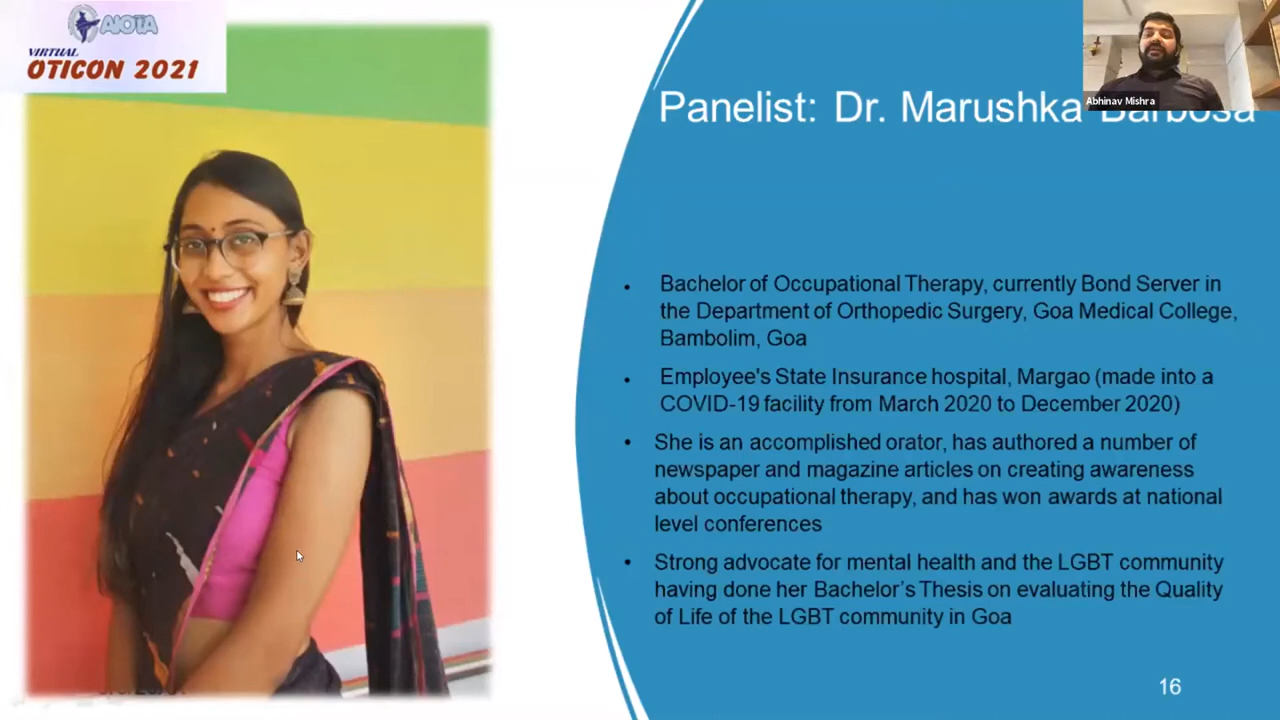 AIOTA
VIRTUAL
OTICON 2021
Abhinav Mishra
Panelist: Dr. Marushka Barbosa
Bachelor of Occupational Therapy, currently Bond Server in
the Department of Orthopedic Surgery, Goa Medical College,
Bambolim, Goa
Employee's State Insurance hospital, Margao (made into a
COVID-19 facility from March 2020 to December 2020)
She is an accomplished orator, has authored a number of
newspaper and magazine articles on creating awareness
about occupational therapy, and has won awards at national
level conferences
Strong advocate for mental health and the LGBT community
having done her Bachelor’s Thesis on evaluating the Quality
of Life of the LGBT community in Goa
16